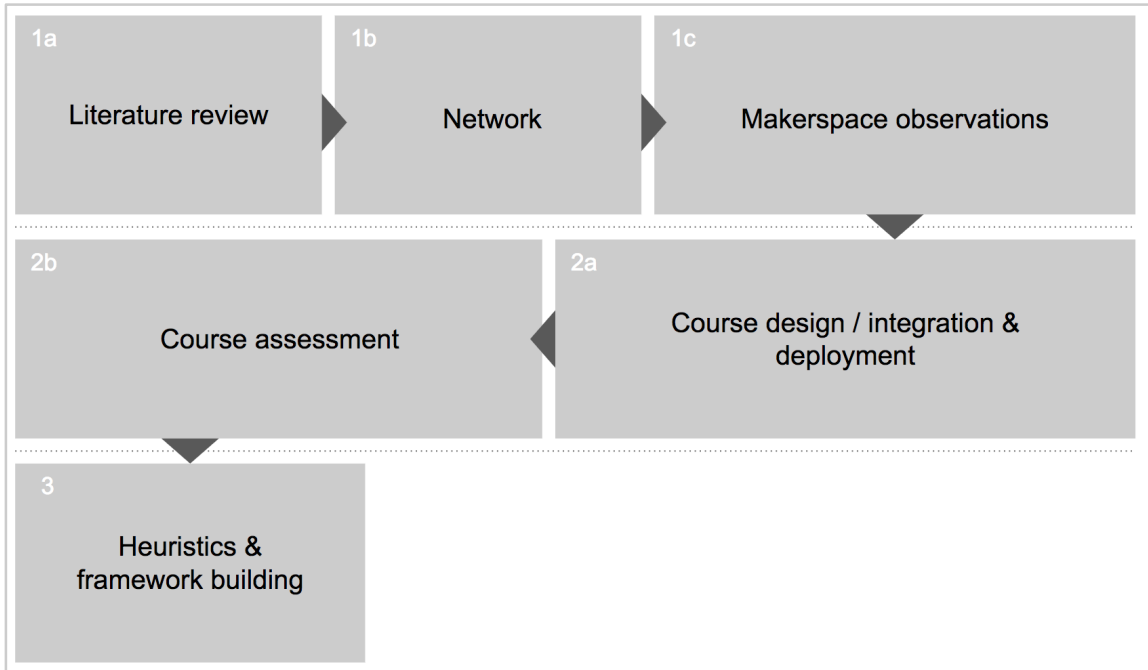 1a
Literature review
1b
Network
1c
Makerspace observations
2b
Course assessment
2a
Course design / integration &
deployment
3
Heuristics &
framework building